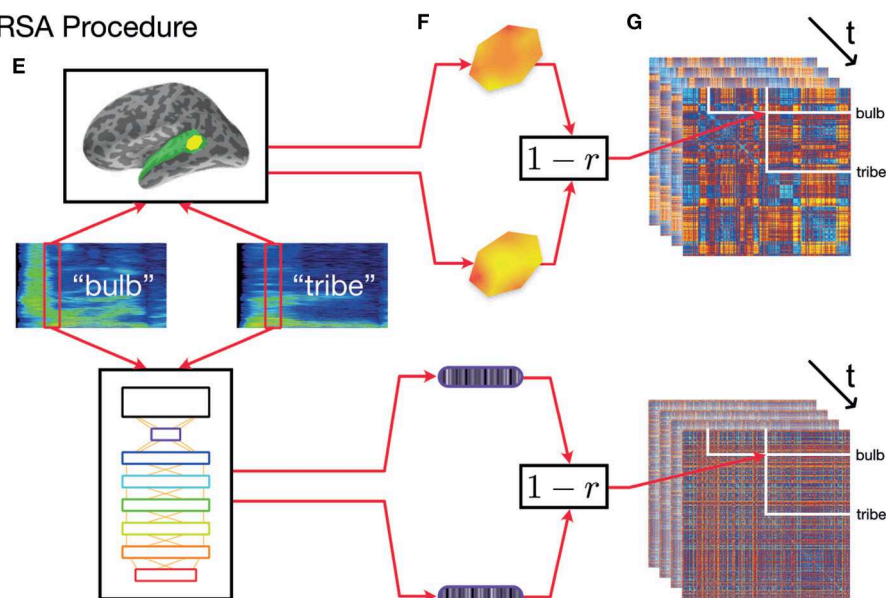 RSA Procedure
E
F
G
t
bulb
tribe
1 − r
“bulb”
“tribe”
t
bulb
tribe
1 − r